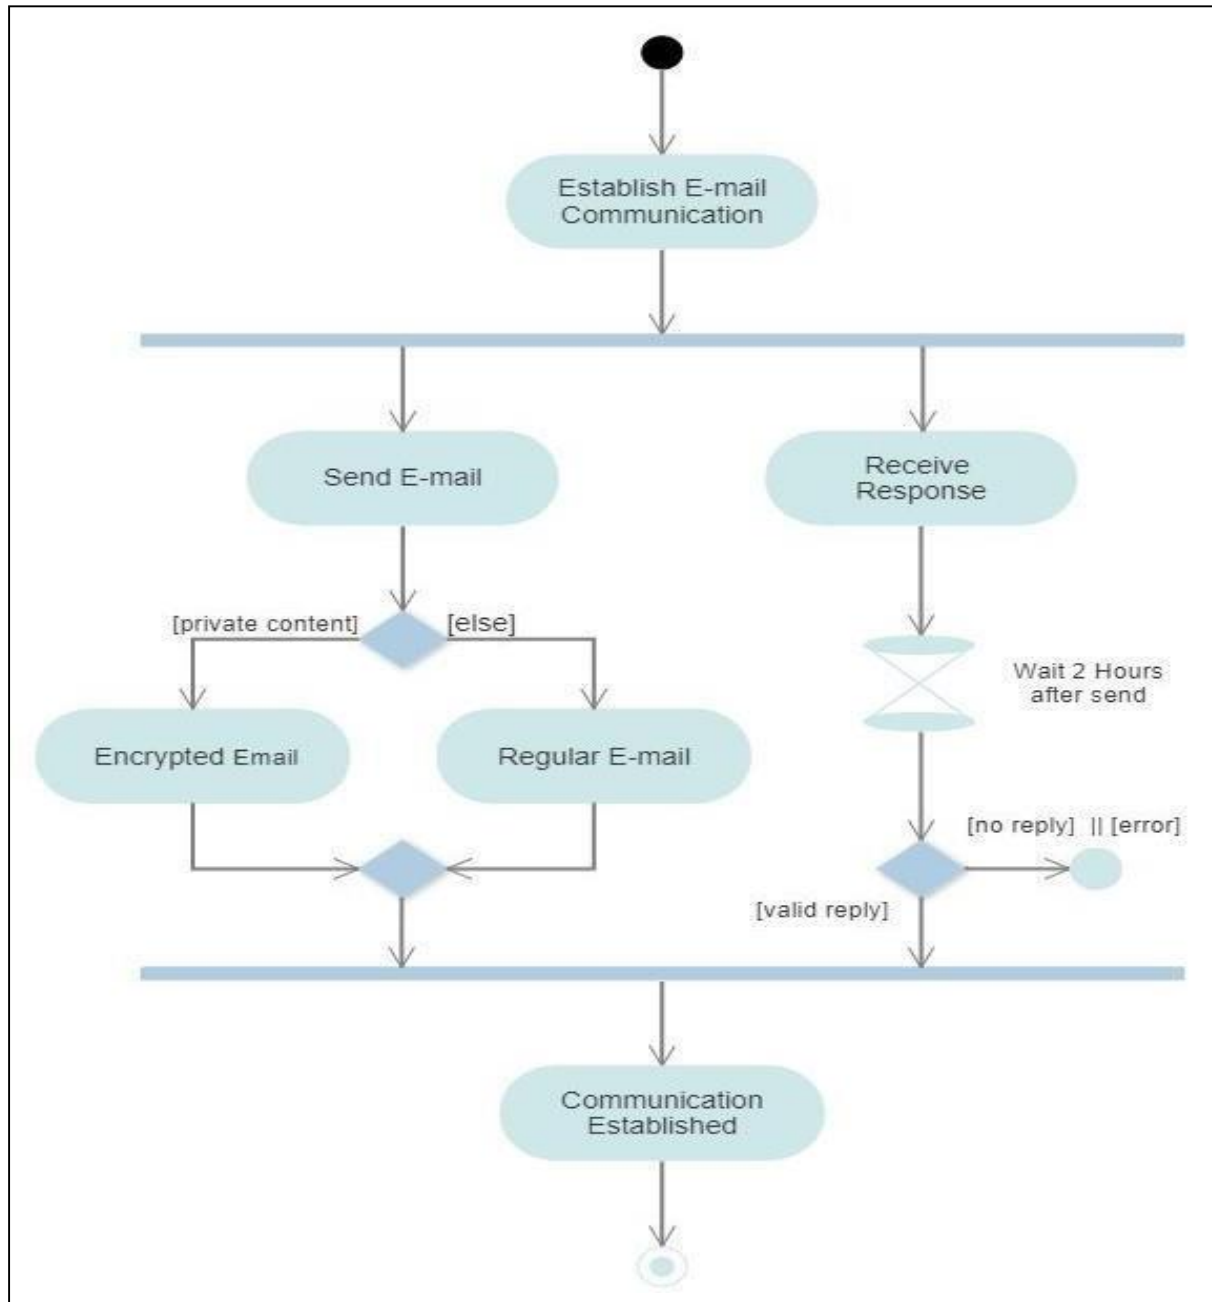 Establish E-mail
Communication
Send E-mail
Receive
Response
[private content]
[else]
Wait 2 Hours
after send
Encrypted Email
Regular E-mail
[no reply] || [error]
[valid reply]
Communication
Established